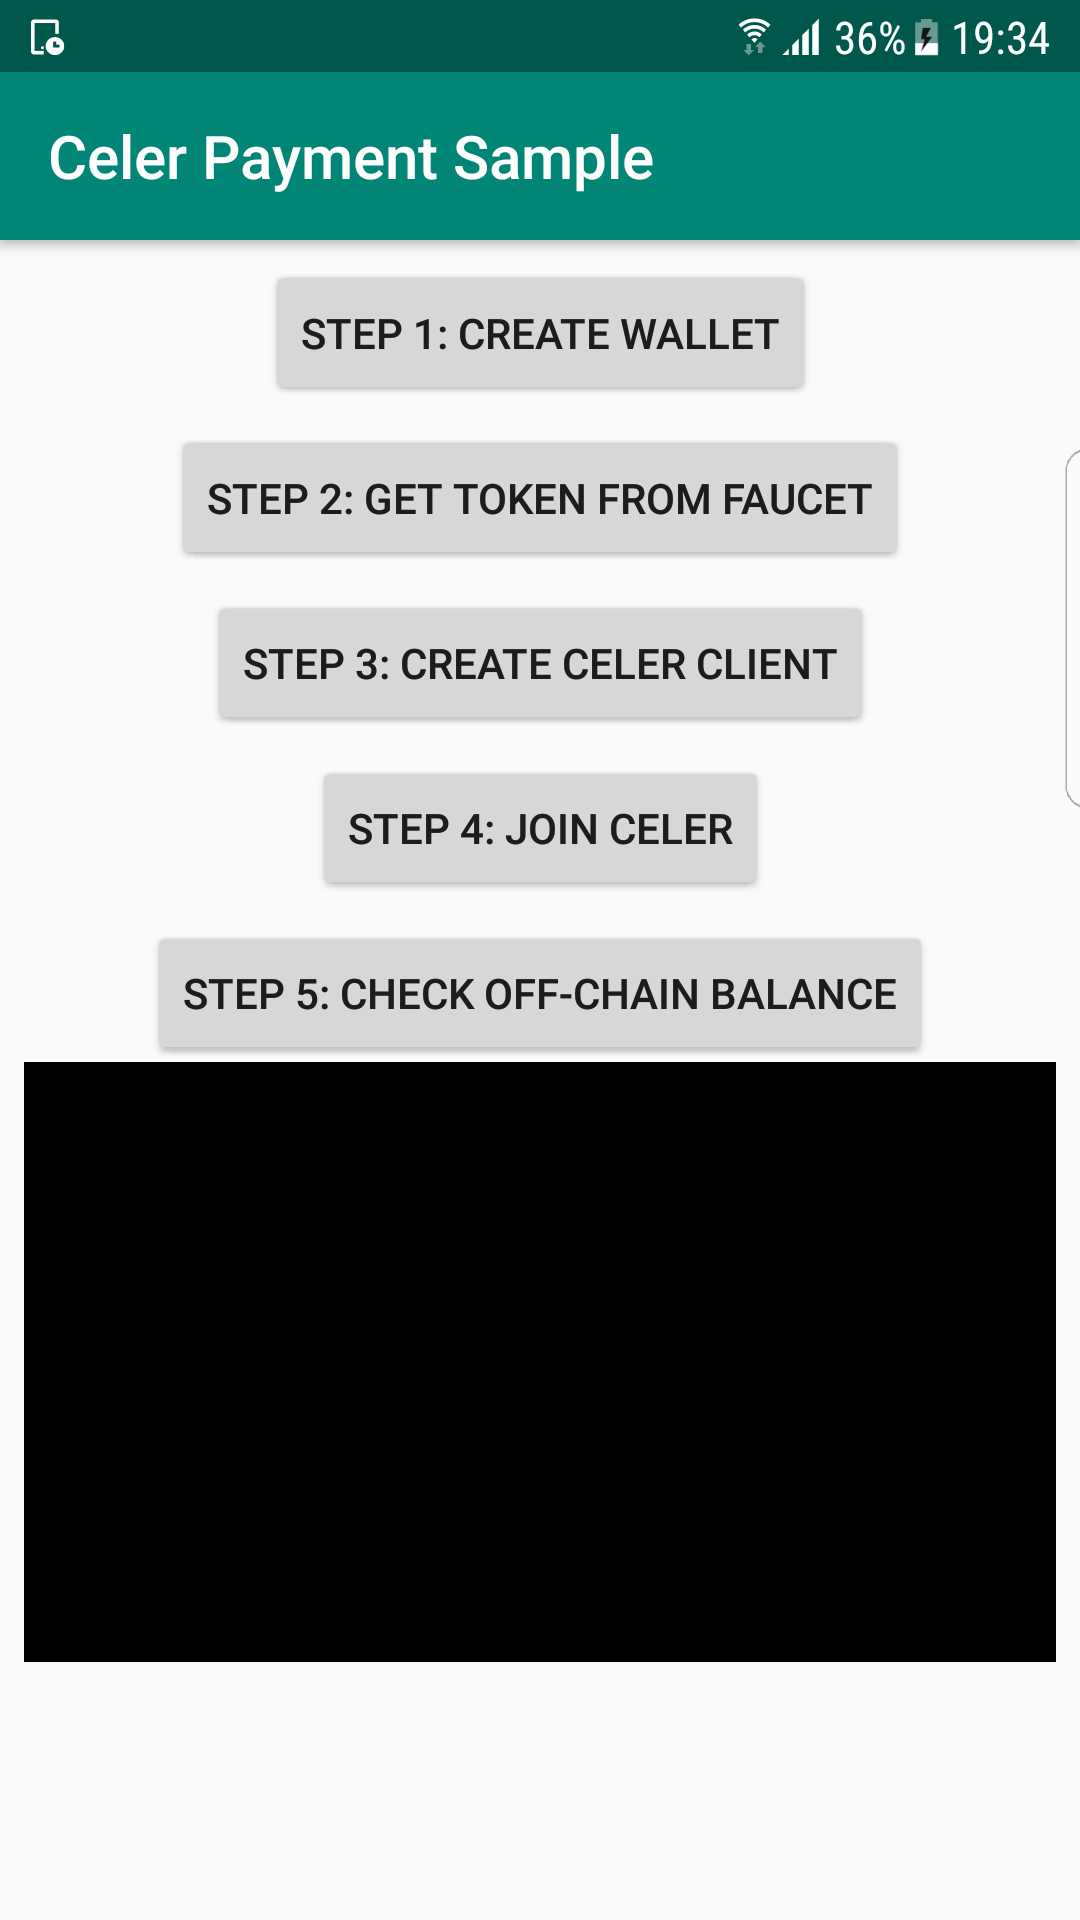 36% 19:34
Celer Payment Sample
STEP 1: CREATE WALLET
STEP 2: GET TOKEN FROM FAUCET
STEP 3: CREATE CELER CLIENT
STEP 4: JOIN CELER
STEP 5: CHECK OFF-CHAIN BALANCE